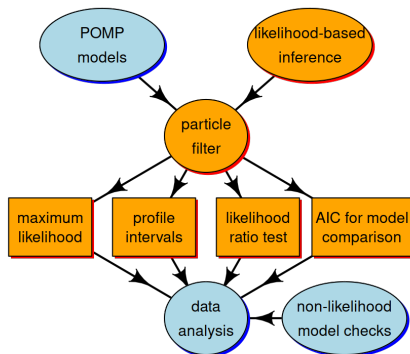 POMP
models
likelihood-based
inference
particle
filter
maximum
likelihood
profile
intervals
likelihood
ratio test
AIC for model
comparison
data
analysis
non-likelihood
model checks